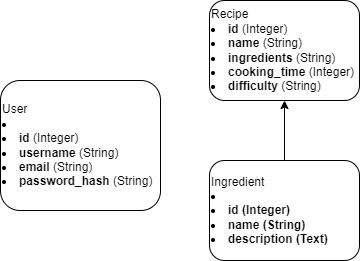 Recipe
• id (Integer)
• name (String)
• ingredients (String)
• cooking_time (Integer)
• difficulty (String)
User
•
• id (Integer)
• username (String)
• email (String)
• password_hash (String)
Ingredient
•
• id (Integer)
• name (String)
• description (Text)